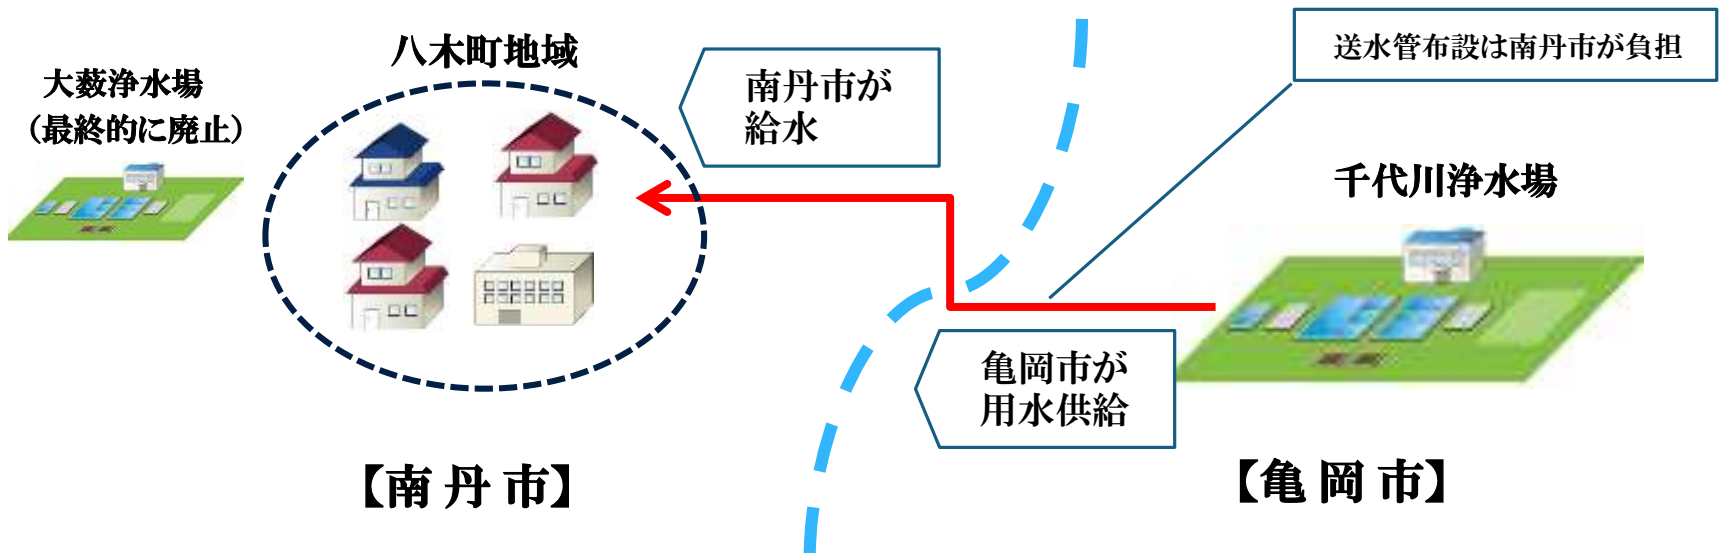 八木町地域
大薮浄水場
（最終的に廃止）
南丹市が
給水
送水管布設は南丹市が負担
千代川浄水場
亀岡市が
用水供給
【南丹市】
【亀岡市】